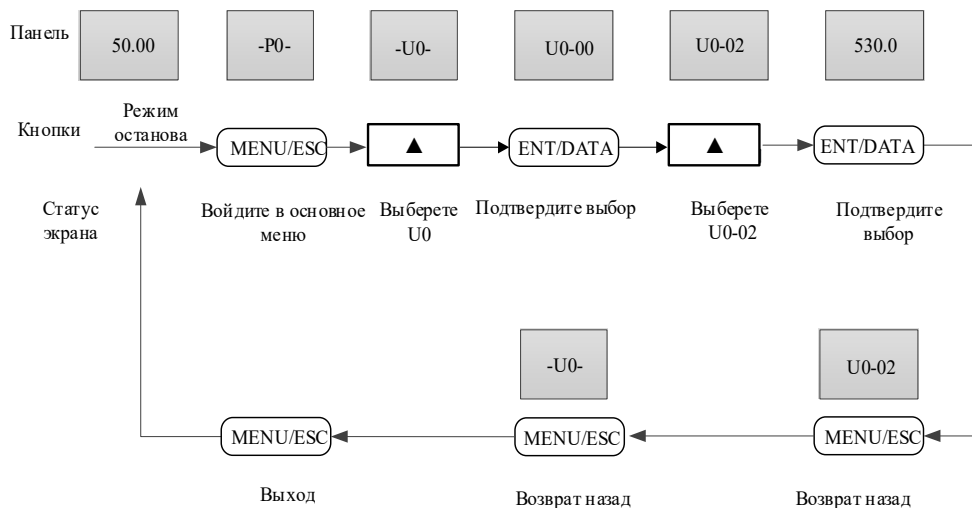 Панель
50.00
-P0-
-U0-
U0-00
U0-02
530.0
Кнопки
Режим
останова
MENU/ESC
▲
ENT/DATA
▲
ENT/DATA
Статус
экрана
Войдите в основное
меню
Выберете
U0
Подтвердите выбор
Выберете
U0-02
Подтвердите
выбор
-U0-
U0-02
MENU/ESC
MENU/ESC
MENU/ESC
Выход
Возврат назад
Возврат назад